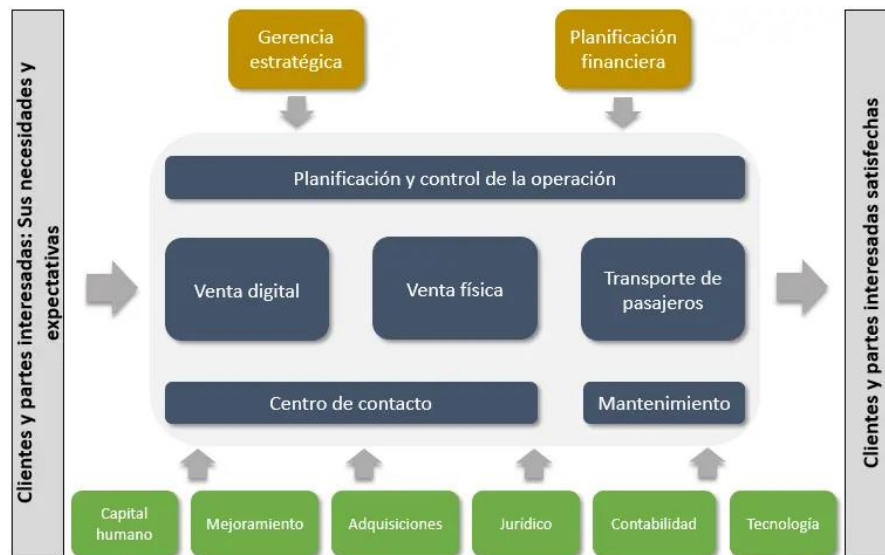 Clientes y partes interesadas: Sus necesidades y
expectativas
Gerencia
estratégica
Planificación
financiera
Planificación y control de la operación
Venta digital
Venta física
Transporte de
pasajeros
Centro de contacto
Mantenimiento
Capital
humano
Mejoramiento
Adquisiciones
Jurídico
Contabilidad
Tecnología
Clientes y partes interesadas satisfechas